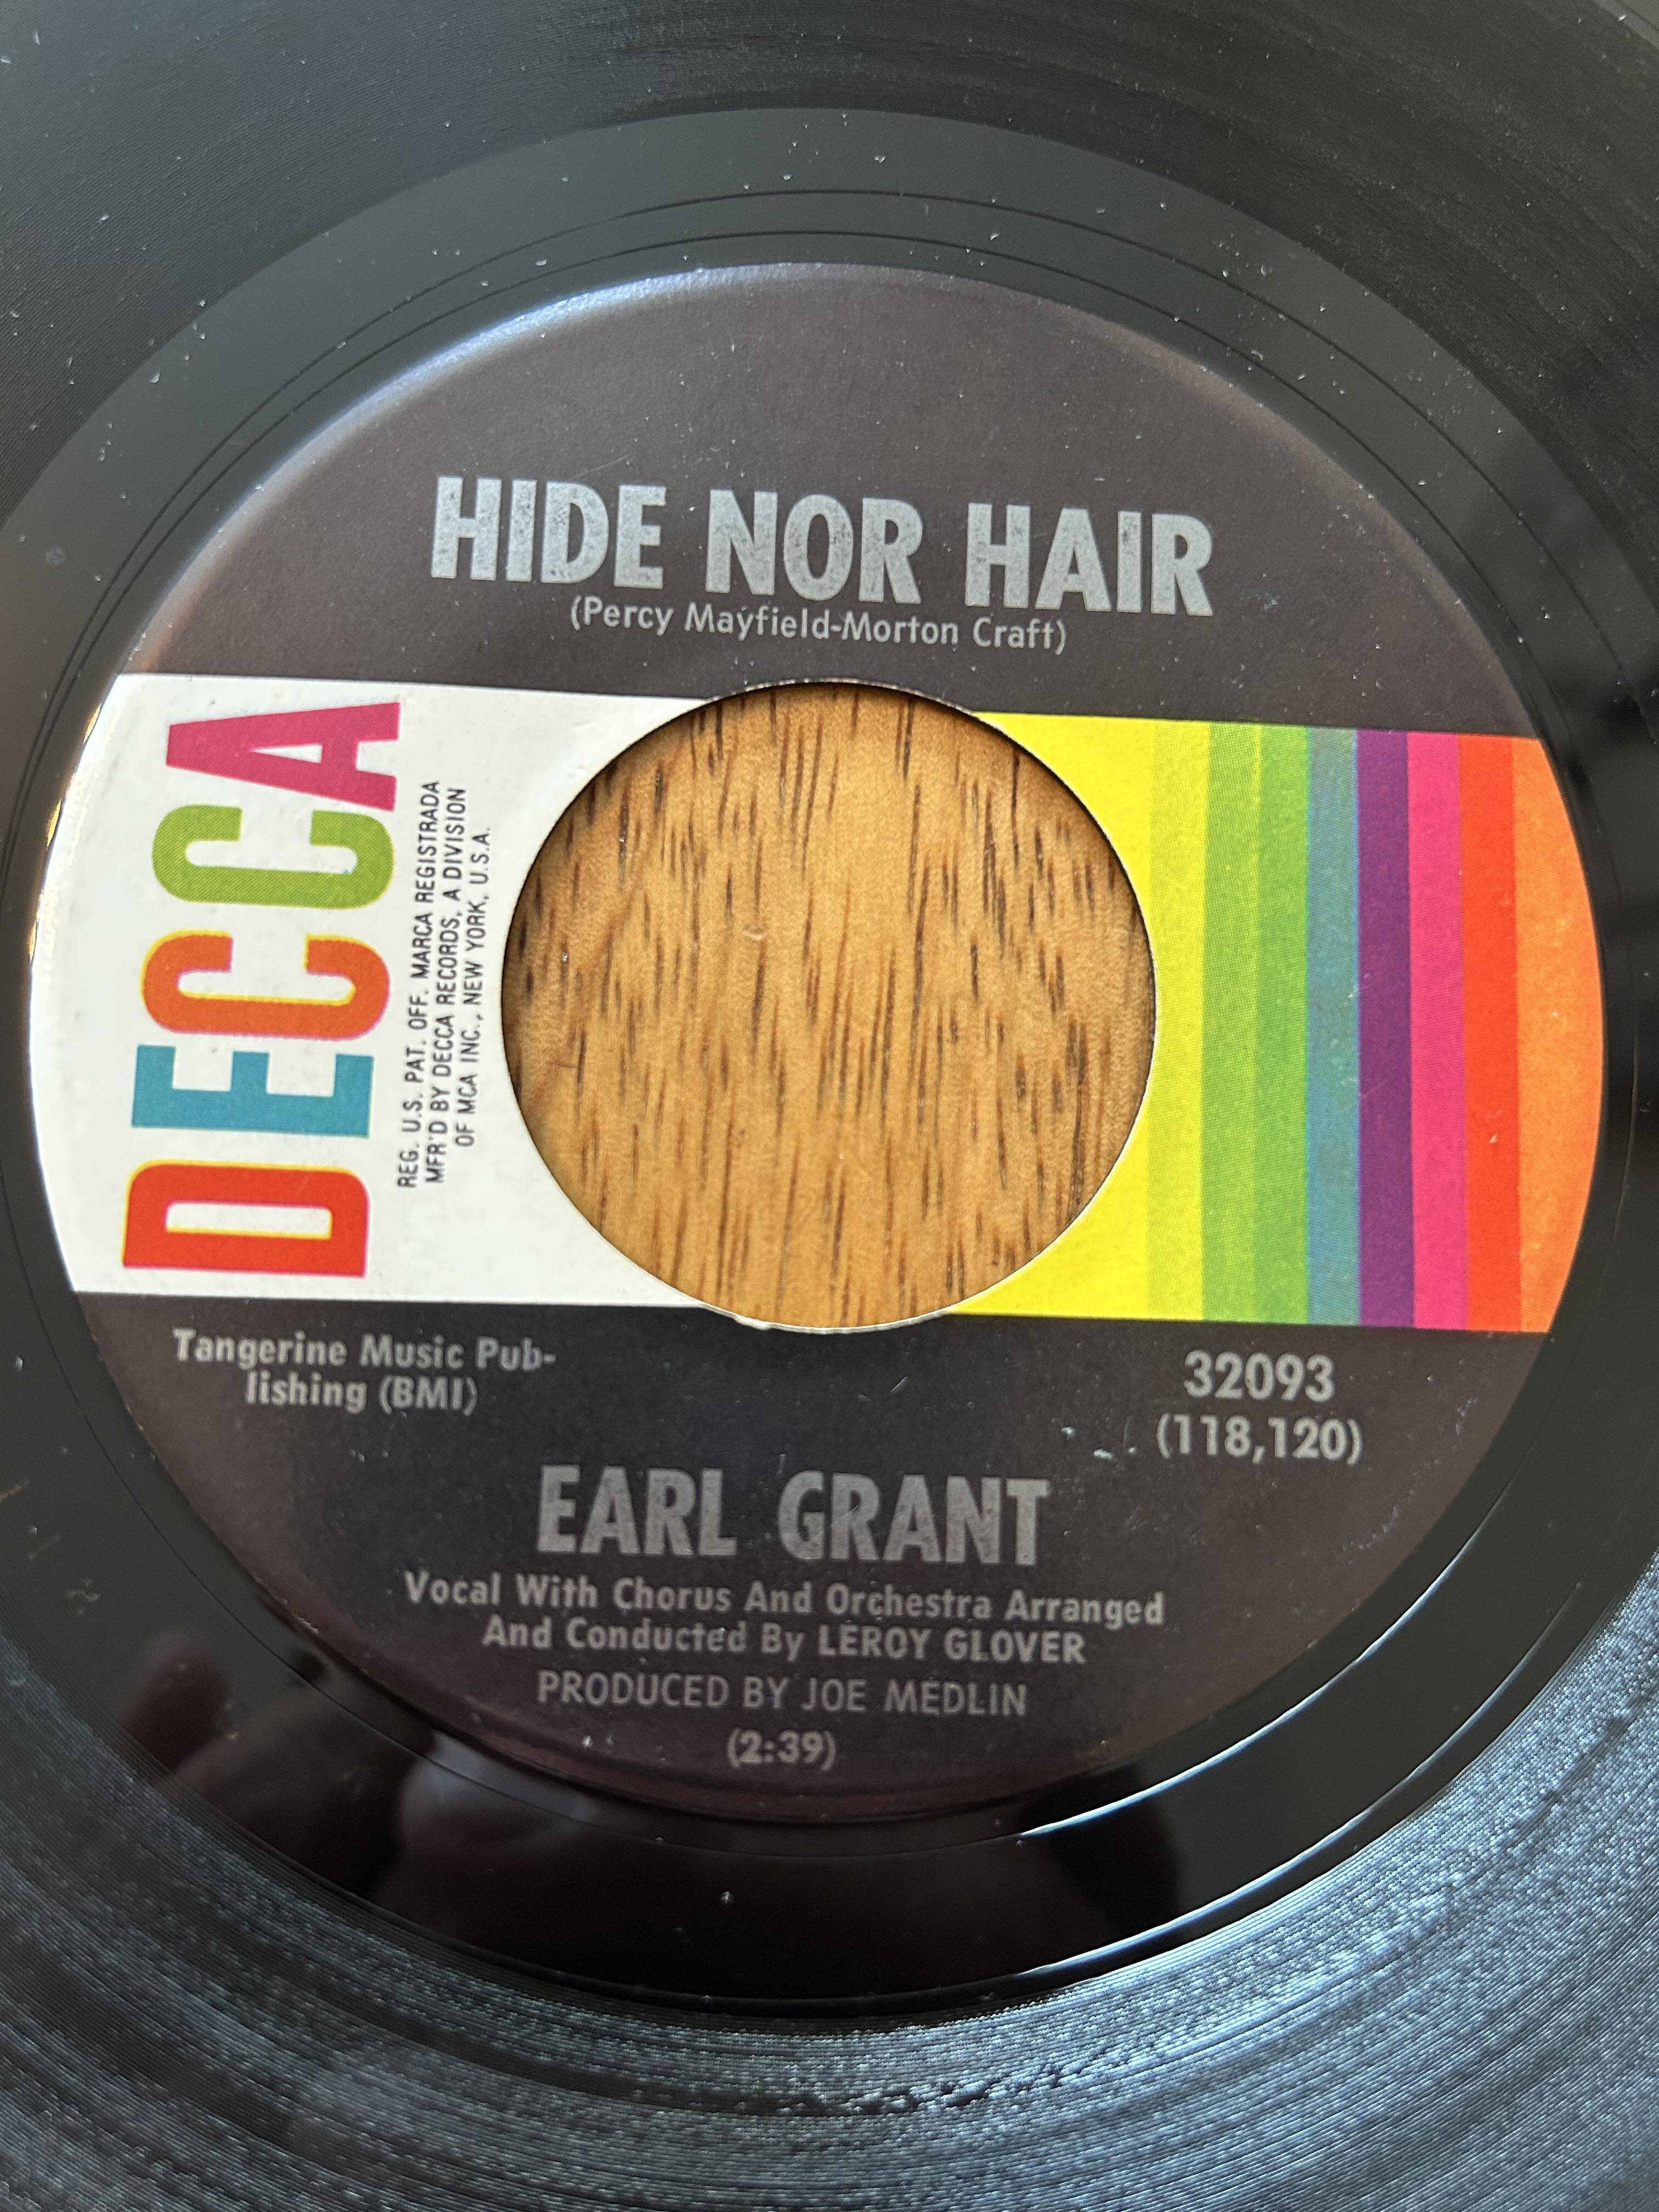 HIDE NOR HAIR
(Percy Mayfield-Morton Craft)
DECCA
REG. U.S. PAT. OFF. MARCA REGISTRADA
MFR'D BY DECCA RECORDS, A DIVISION
OF MCA INC., NEW YORK, U.S.A.
Tangerine Music Pub-
lishing (BMI)
32093
(118,120)
EARL GRANT
Vocal With Chorus And Orchestra Arranged
And Conducted By LEROY GLOVER
PRODUCED BY JOE MEDLIN
(2:39)